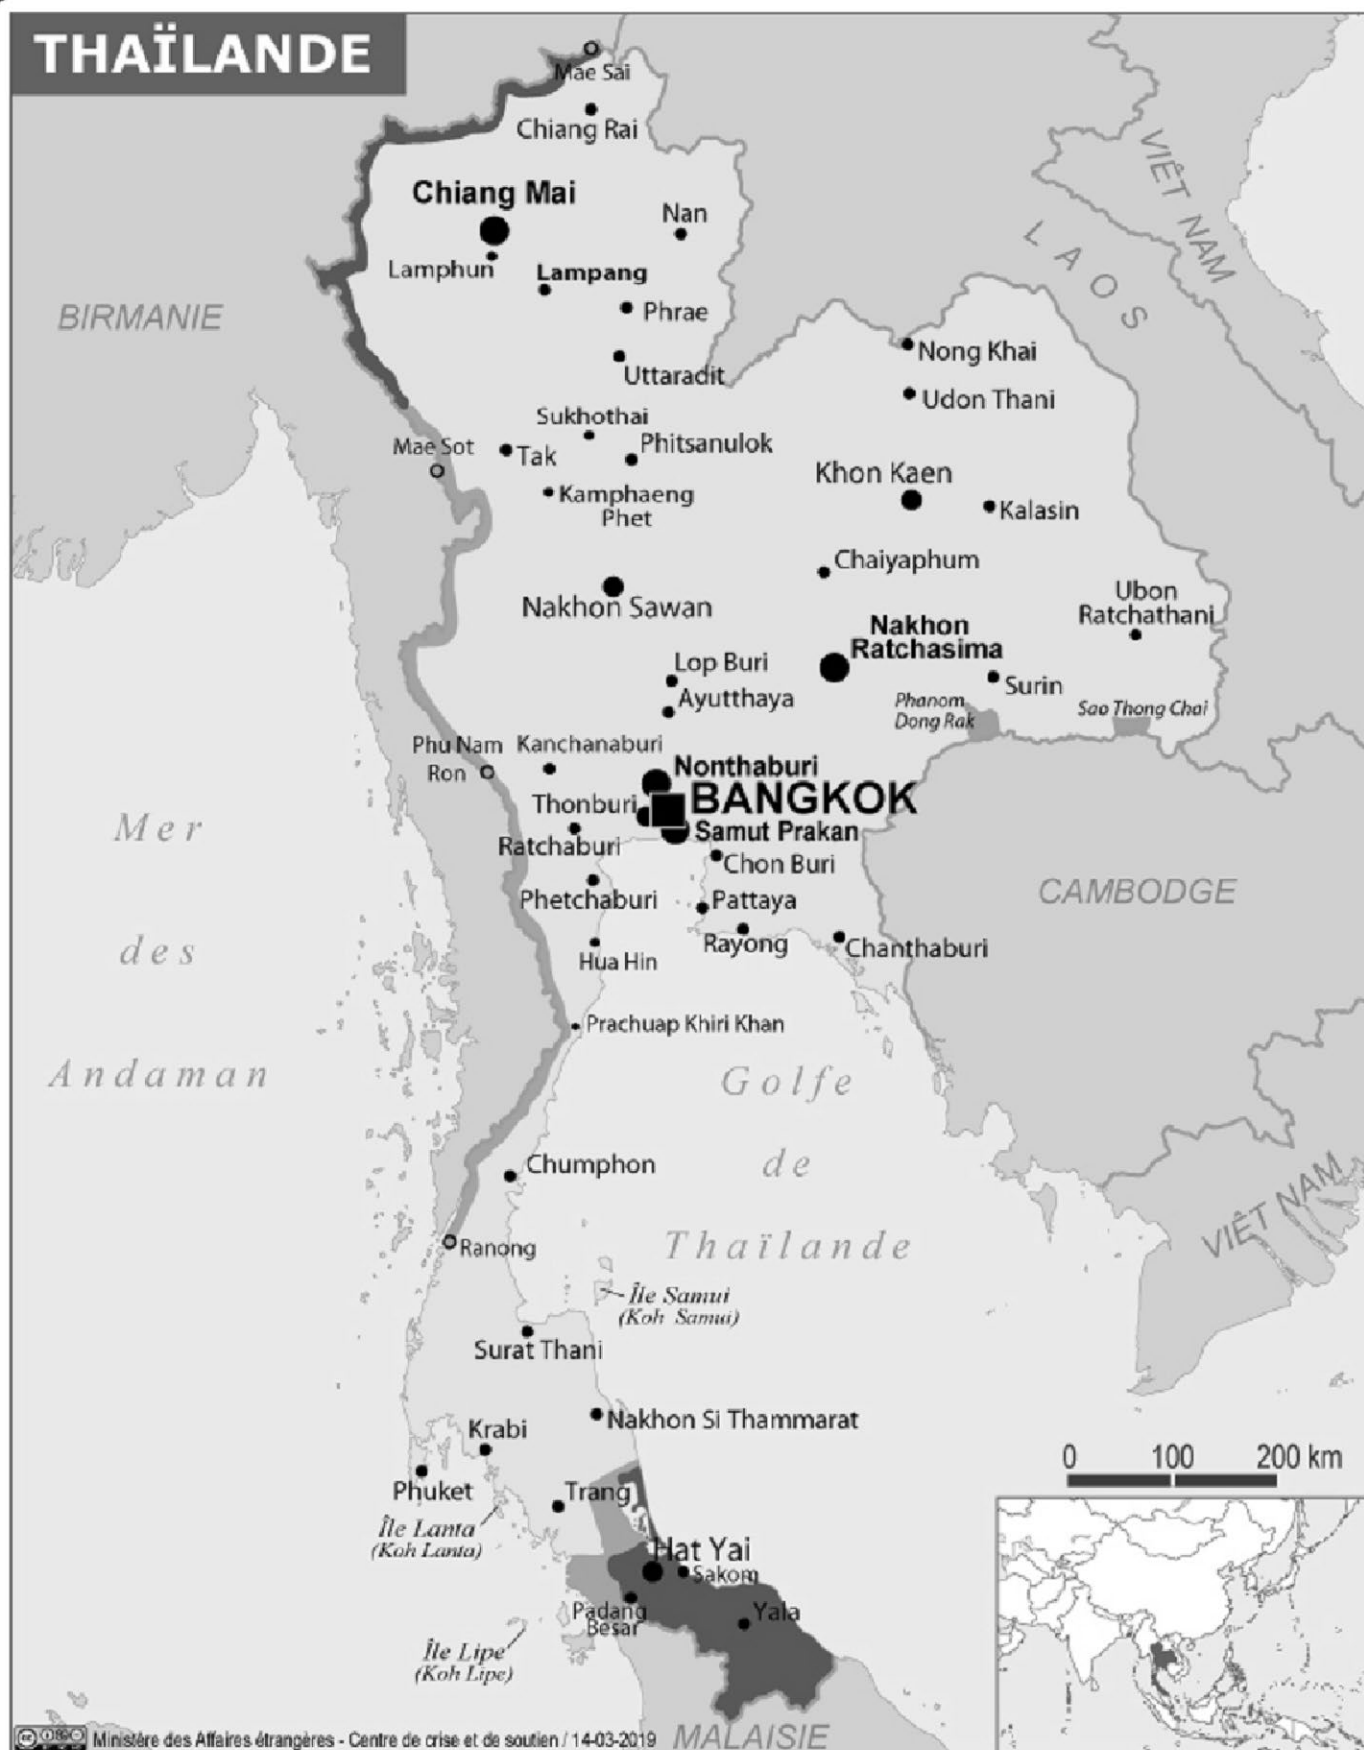 THAÏLANDE
Mae Sai
Chiang Rai
Chiang Mai
Nan
Lamphun
Lampang
Phrae
BIRMANIE
VIÊT NAM
LAOS
Nong Khai
Uttaradit
Udon Thani
Sukhothai
Mae Sot
Tak
Phitsanulok
Khon Kaen
Kamphaeng
Phet
Kalasin
Chaiyaphum
Nakhon Sawan
Ubon
Ratchathani
Nakhon
Ratchasima
Lop Buri
Surin
Ayutthaya
Phanom
Dong Rak
Sao Thong Chai
Phu Nam
Ron
Kanchanaburi
Nonthaburi
BANGKOK
Thonburi
Samut Prakan
Ratchaburi
Chon Buri
Phetchaburi
Pattaya
Rayong
Chanthaburi
Hua Hin
CAMBODGE
Mer
des
Andaman
Prachuap Khiri Khan
Golfe
de
Thaïlande
Chumphon
Ranong
VIÊT NAM
Île Samui
(Koh Samui)
Surat Thani
Nakhon Si Thammarat
Krabi
Phuket
Trang
Île Lanta
(Koh Lanta)
0 100 200 km
Hat Yai
Sakom
Padang
Besar
Yala
Île Lipe
(Koh Lipe)
MALAISIE
Ministère des Affaires étrangères - Centre de crise et de soutien / 14-03-2019